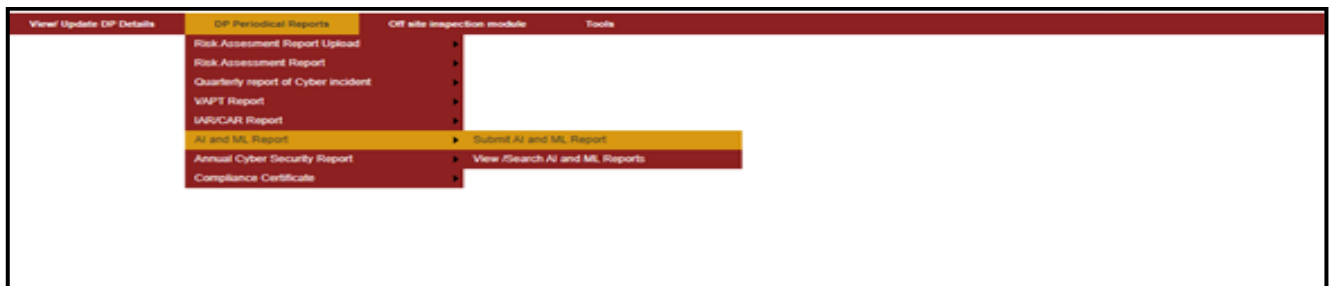 View/ Update DP Details DP Periodical Reports Off site inspection module Tools
Risk Assesment Report Upload
Risk Assessment Report
Quarterly report of Cyber incident
VAPT Report
IAR/CAR Report
AI and ML Report Submit AI and ML Report
Annual Cyber Security Report View /Search AI and ML Reports
Compliance Certificate